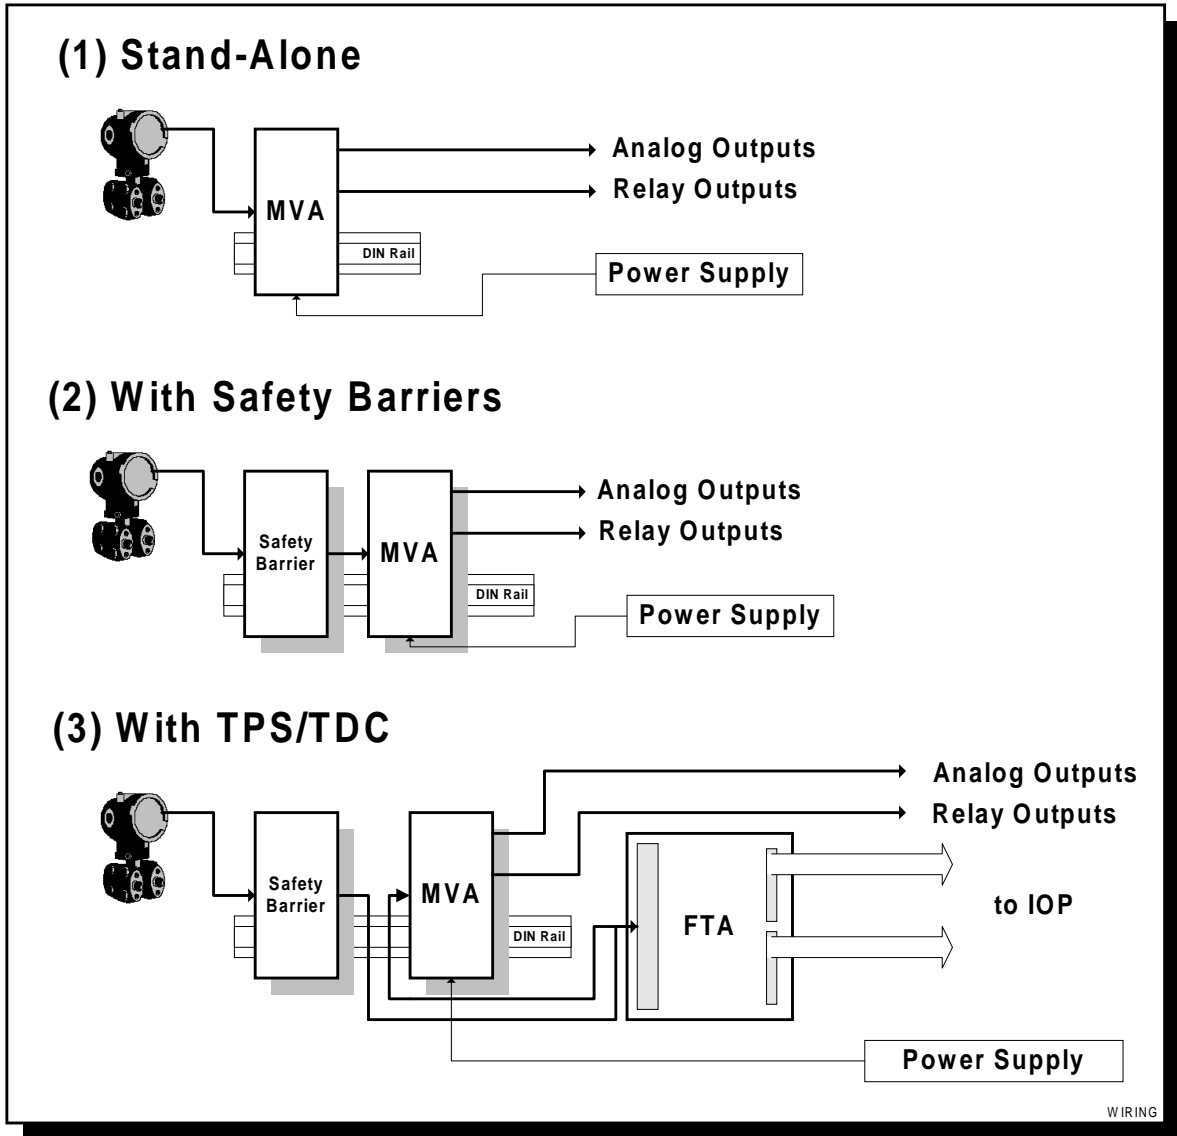 (1) Stand-Alone
Analog Outputs
Relay Outputs
MVA
DIN Rail
Power Supply
(2) With Safety Barriers
Analog Outputs
Relay Outputs
Safety
Barrier
MVA
DIN Rail
Power Supply
(3) With TPS/TDC
Analog Outputs
Relay Outputs
Safety
Barrier
MVA
FTA
to IOP
DIN Rail
Power Supply
WIRING